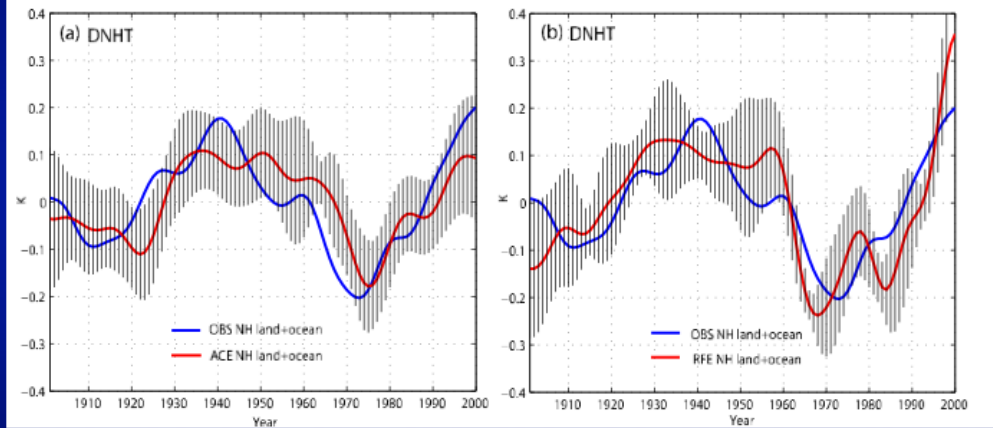 (a) DNHT
0.4
0.3
0.2
0.1
0
−0.1
−0.2
−0.3
−0.4
K
OBS NH land+ocean
ACE NH land+ocean
1910 1920 1930 1940 1950 1960 1970 1980 1990 2000
Year
(b) DNHT
0.4
0.3
0.2
0.1
0
−0.1
−0.2
−0.3
−0.4
K
OBS NH land+ocean
RFE NH land+ocean
1910 1920 1930 1940 1950 1960 1970 1980 1990 2000
Year